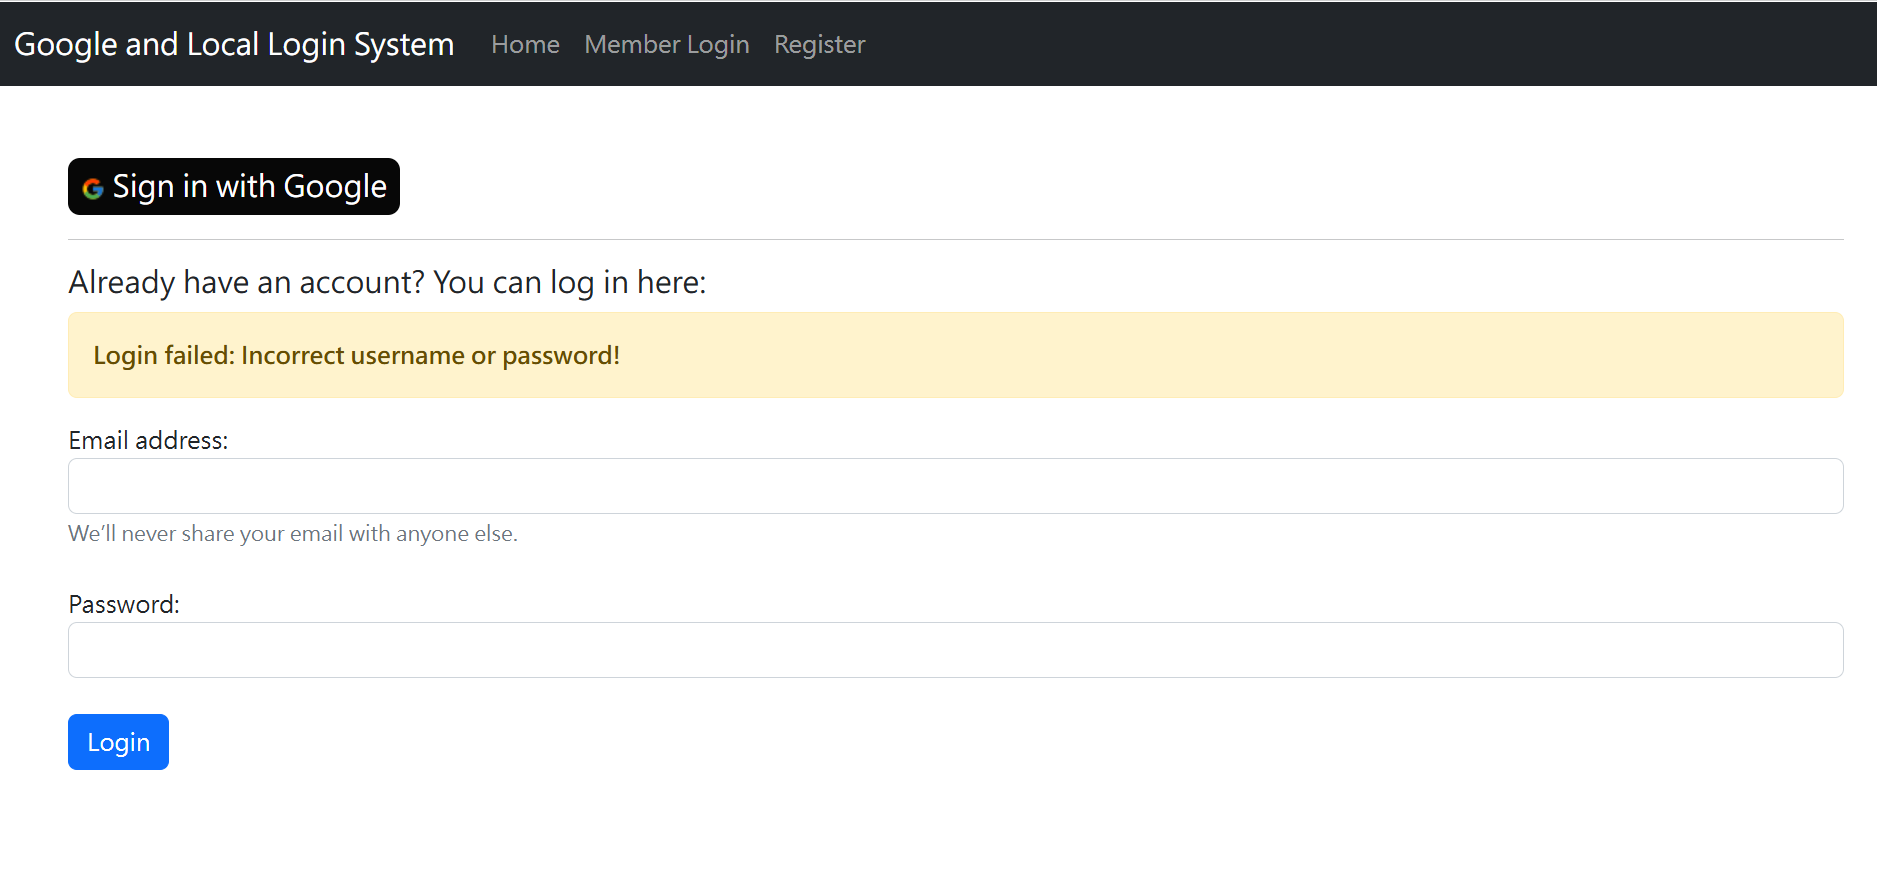 Google and Local Login System Home Member Login Register
Sign in with Google
Already have an account? You can log in here:
Login failed: Incorrect username or password!
Email address:
We’ll never share your email with anyone else.
Password:
Login